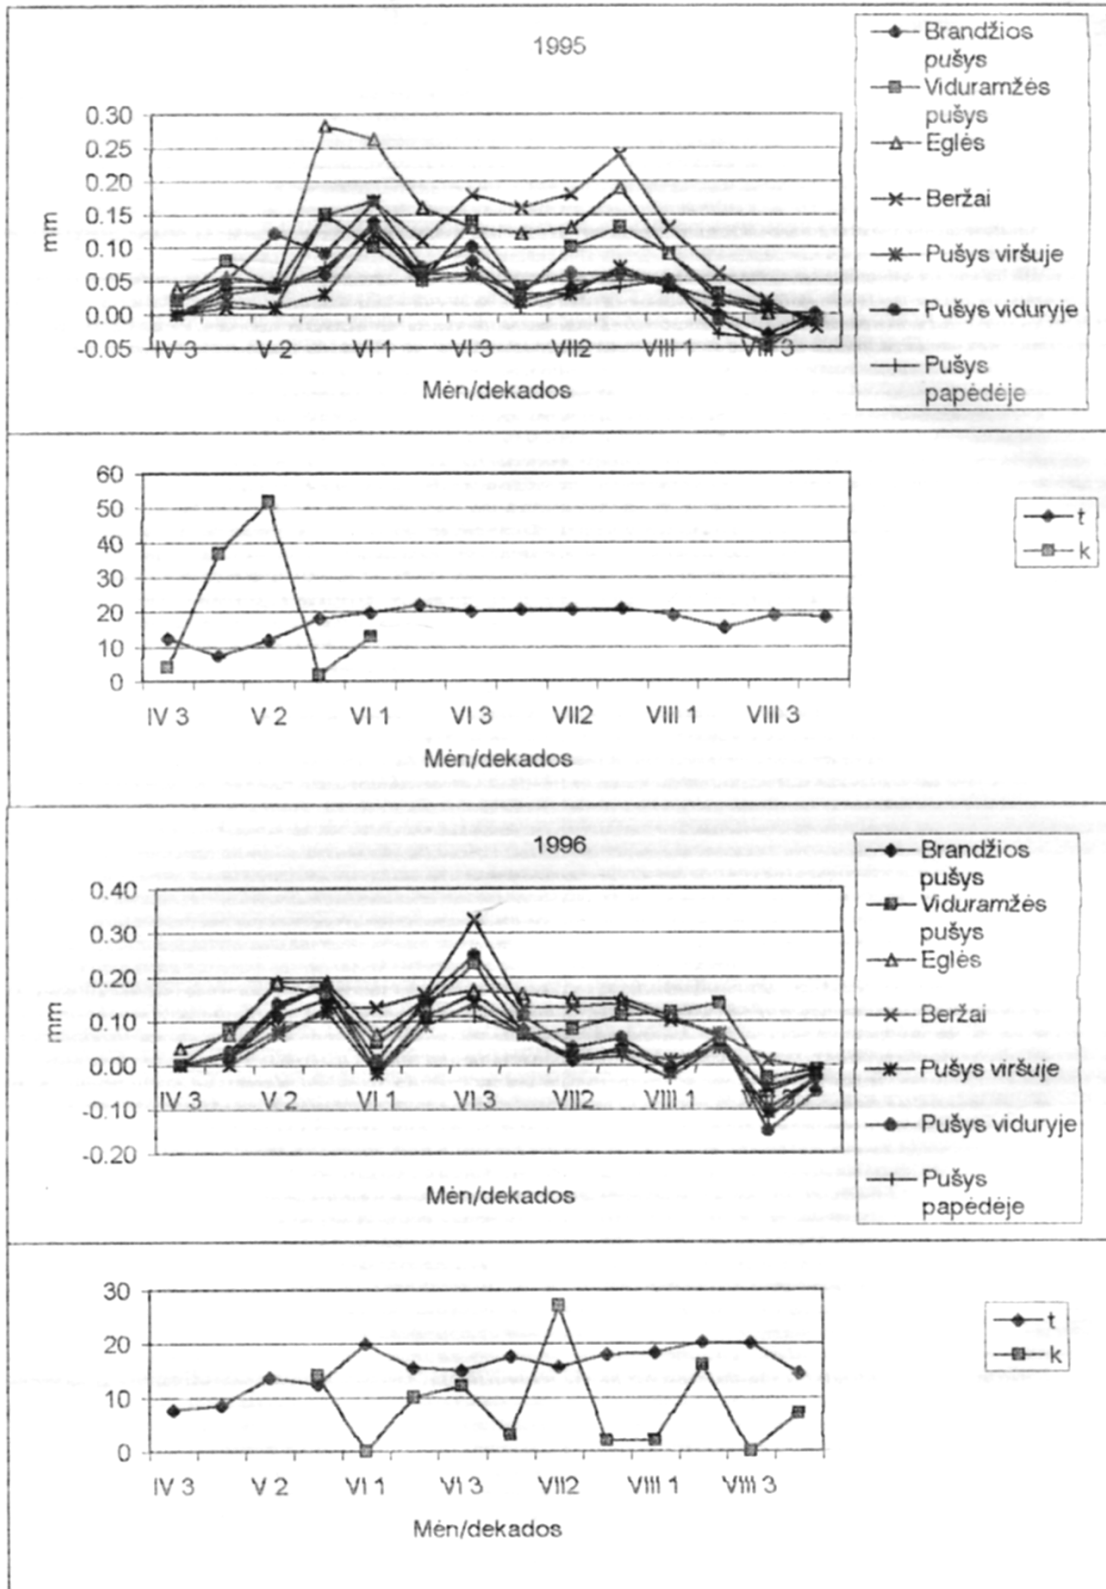 1995
Brandžios
pušys
Viduramžės
pušys
Eglės
Beržai
Pušys viršuje
Pušys viduryje
Pušys
papėdėje
0.30
0.25
0.20
0.15
0.10
0.05
0.00
-0.05
mm
IV 3 V 2 VI 1 VI 3 VII2 VIII 1 VIII 3
Mėn/dekados
60
50
40
30
20
10
0
t
k
IV 3 V 2 VI 1 VI 3 VII2 VIII 1 VIII 3
Mėn/dekados
1996
Brandžios
pušys
Viduramžės
pušys
Eglės
Beržai
Pušys viršuje
Pušys viduryje
Pušys
papėdėje
0.40
0.30
0.20
0.10
0.00
-0.10
-0.20
mm
IV 3 V 2 VI 1 VI 3 VII2 VIII 1
Mėn/dekados
30
20
10
0
t
k
IV 3 V 2 VI 1 VI 3 VII2 VIII 1 VIII 3
Mėn/dekados